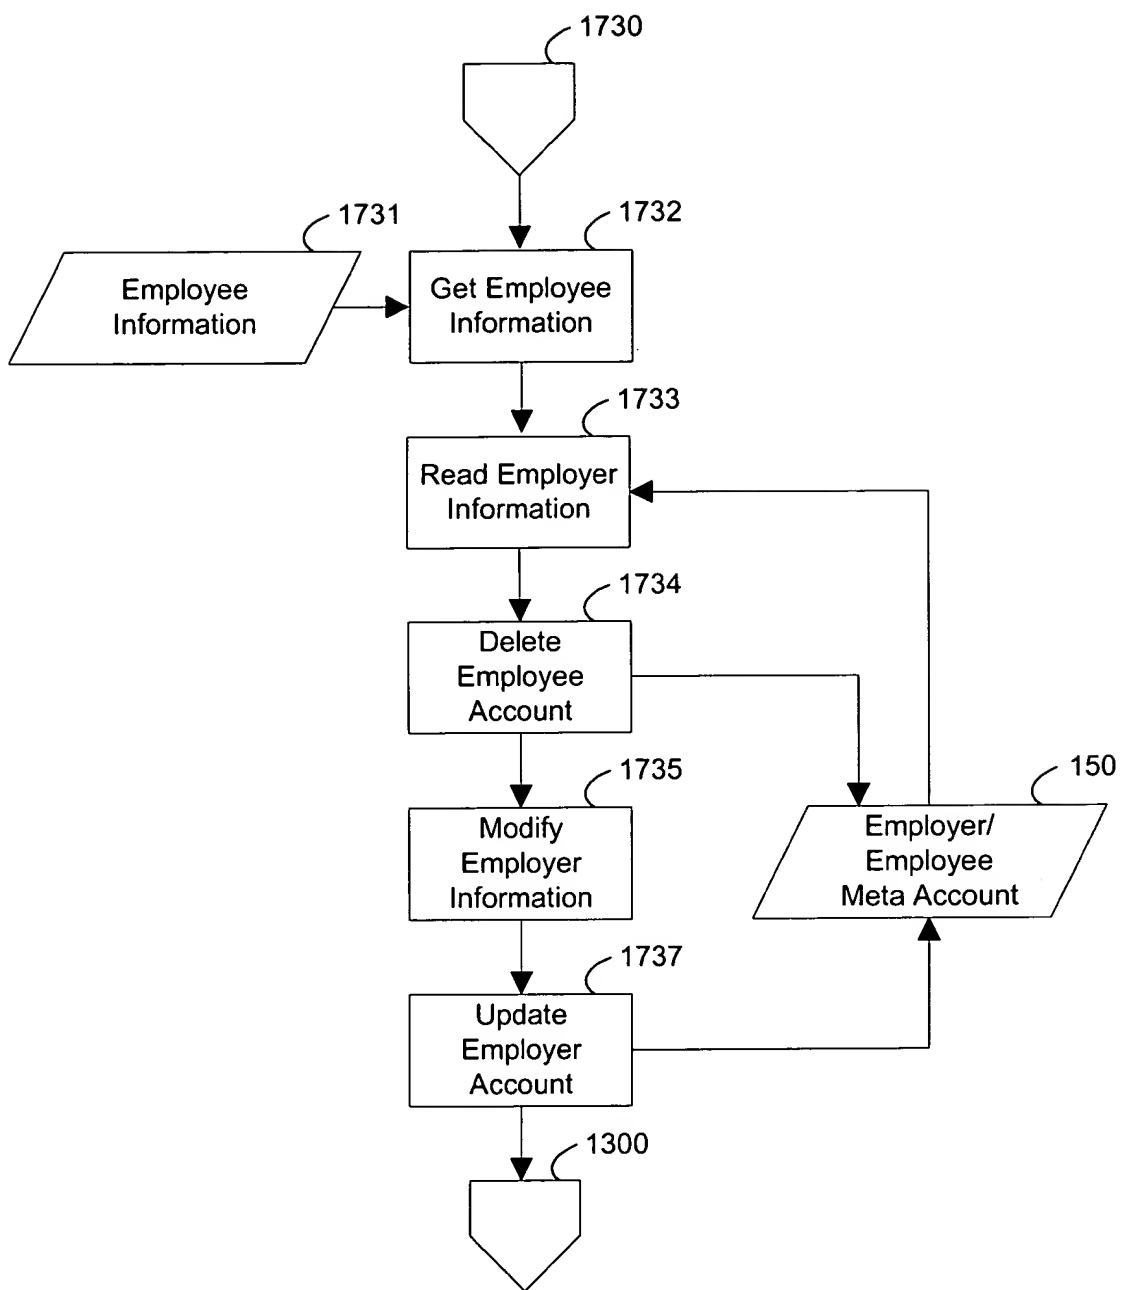 1730
1731
Employee
Information
1732
Get Employee
Information
1733
Read Employer
Information
1734
Delete
Employee
Account
1735
Modify
Employer
Information
150
Employer/
Employee
Meta Account
1737
Update
Employer
Account
1300